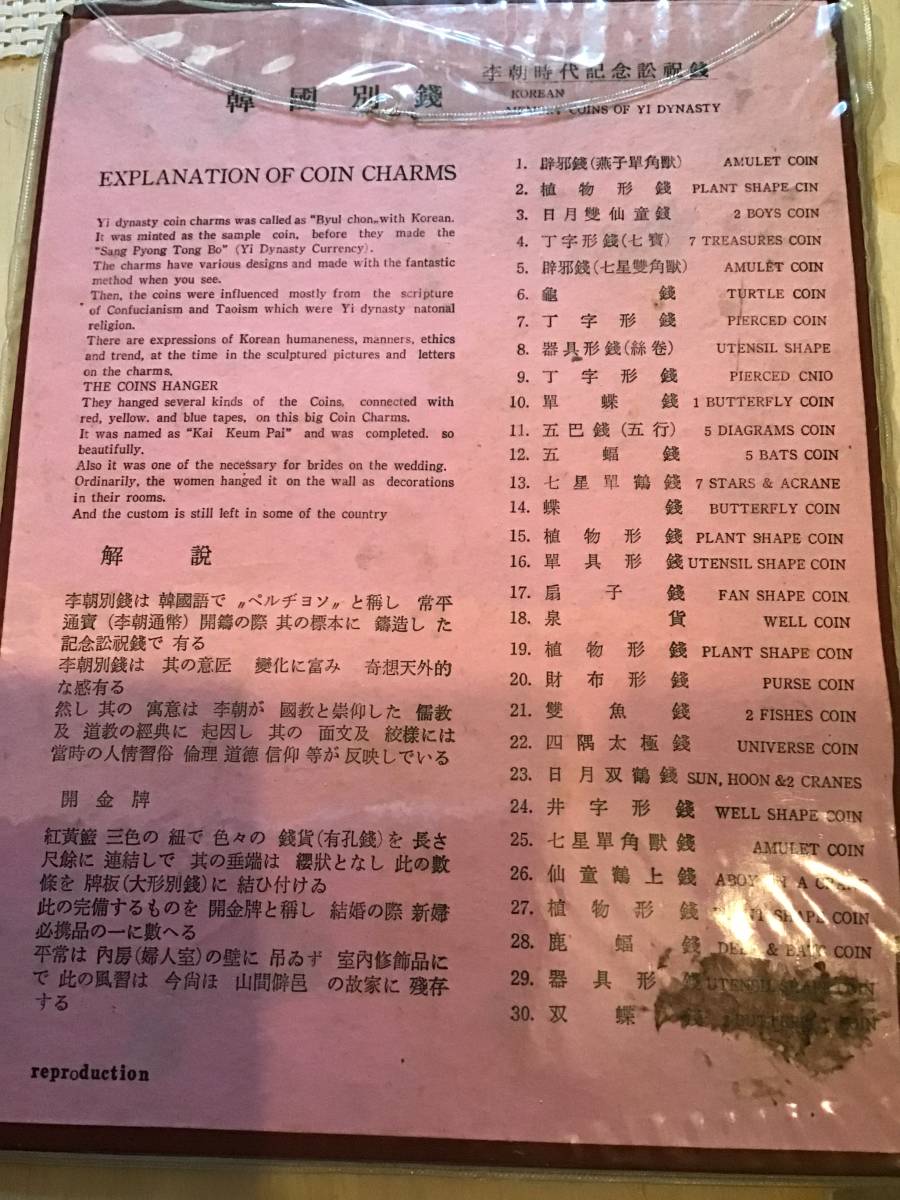 韓國別錢
李朝時代記念訟祝錢
KOREAN
COINS OF YI DYNASTY
EXPLANATION OF COIN CHARMS
Yi dynasty coin charms was called as "Byul chon„with Korean.
It was minted as the sample coin, before they made the
"Sang Pyong Tong Bo" (Yi Dynasty Currency).
The charms have various designs and made with the fantastic
method when you see.
Then, the coins were influenced mostly from the scripture
of Confucianism and Taoism which were Yi dynasty natonal
religion.
There are expressions of Korean humaneness, manners, ethics
and trend, at the time in the sculptured pictures and letters
on the charms.
THE COINS HANGER
They hanged several kinds of the Coins, connected with
red, yellow. and blue tapes, on this big Coin Charms.
It was named as "Kai Keum Pai" and was completed. so
beautifully.
Also it was one of the necessary for brides on the wedding.
Ordinarily, the women hanged it on the wall as decorations
in their rooms.
And the custom is still left in some of the country
解說
李朝別錢は 韓國語で 〝ペルヂョソ〟と稱し 常平
通寶 (李朝通幣) 開鑄の際 其の標本に 鑄造し た
記念訟祝錢で 有る
李朝別錢は 其の意匠 變化に富み 奇想天外的
な感有る
然し 其の 寓意は 李朝が 國敎と崇仰した 儒敎
及 道敎の經典に 起因し 其の 面文及 絞樣には
當時の人情習俗 倫理 道德 信仰 等が 反映している
開金牌
紅黃籃 三色の 紐で 色々の 錢貨(有孔錢)を 長さ
尺餘に 連結しで 其の垂端は 纓狀となし 此の數
條を 牌板(大形別錢)に 結ひ付けゐ
此の完備するものを 開金牌と稱し 結婚の際 新婦
必携品の一に數へる
平常は 內房(婦人室)の壁に 吊ゐず 室內修飾品に
で 此の風習は 今尙ほ 山間僻邑 の故家に 殘存
する
reproduction
1. 辟邪錢(燕子單角獸) AMULET COIN
2. 植物形錢 PLANT SHAPE CIN
3. 日月雙仙童錢 2 BOYS COIN
4. 丁字形錢(七寶) 7 TREASURES COIN
5. 辟邪錢(七星雙角獸) AMULET COIN
6. 龜錢 TURTLE COIN
7. 丁字形錢 PIERCED COIN
8. 器具形錢(絲卷) UTENSIL SHAPE
9. 丁字形錢 PIERCED CNIO
10. 單蝶錢 1 BUTTERFLY COIN
11. 五巴錢(五行) 5 DIAGRAMS COIN
12. 五蝠錢 5 BATS COIN
13. 七星單鶴錢 7 STARS & ACRANE
14. 蝶錢 BUTTERFLY COIN
15. 植物形錢 PLANT SHAPE COIN
16. 單具形錢 UTENSIL SHAPE COIN
17. 扇子錢 FAN SHAPE COIN
18. 泉貨 WELL COIN
19. 植物形錢 PLANT SHAPE COIN
20. 財布形錢 PURSE COIN
21. 雙魚錢 2 FISHES COIN
22. 四隅太極錢 UNIVERSE COIN
23. 日月双鶴錢 SUN, HOON &2 CRANES
24. 井字形錢 WELL SHAPE COIN
25. 七星單角獸錢 AMULET COIN
26. 仙童鶴上錢 A BOY A CRANE
27. 植物形錢 PLANT SHAPE COIN
28. 鹿蝠錢 & COIN
29. 器具形錢 UTENSIL SHAPE COIN
30. 双蝶錢 BUTTERFLY COIN